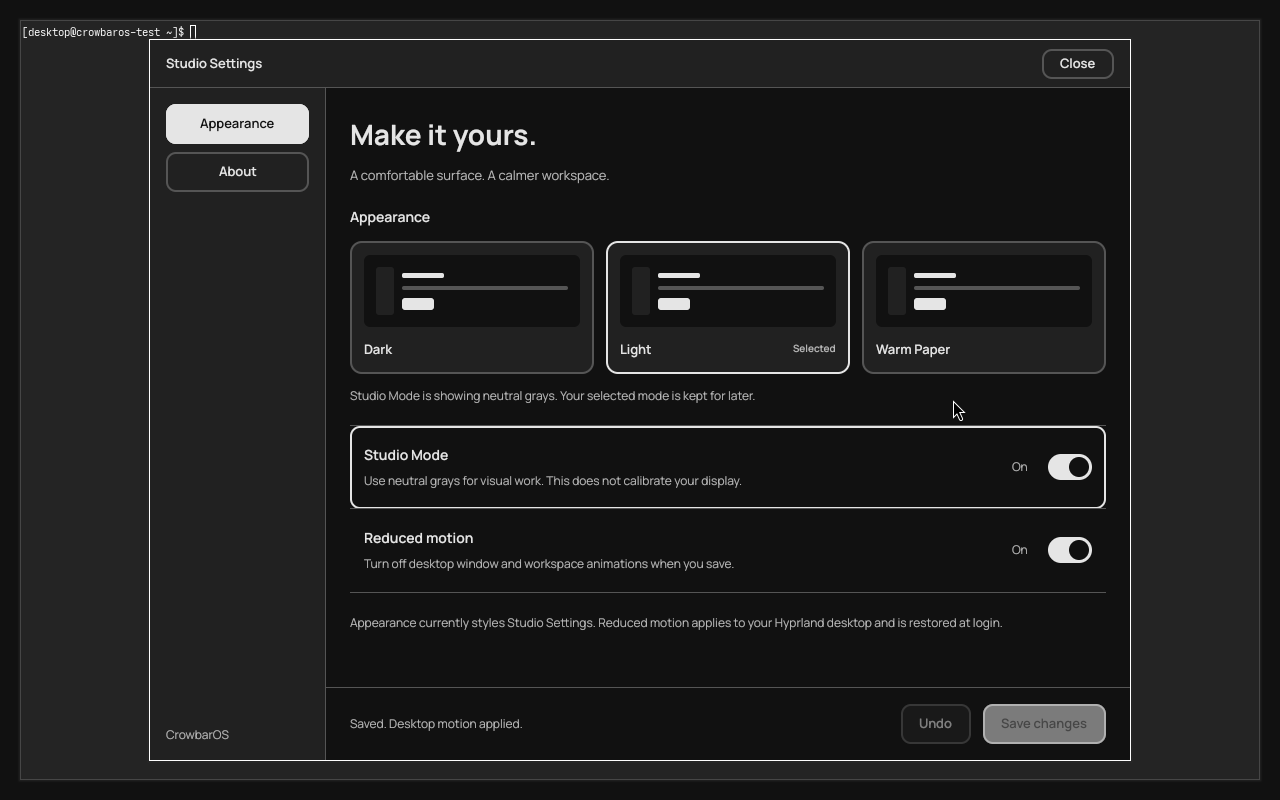 [desktop@crowbaros-test ~]$
Studio Settings
Close
Appearance
About
Make it yours.
A comfortable surface. A calmer workspace.
Appearance
Dark
Light
Selected
Warm Paper
Studio Mode is showing neutral grays. Your selected mode is kept for later.
Studio Mode
Use neutral grays for visual work. This does not calibrate your display.
On
Reduced motion
Turn off desktop window and workspace animations when you save.
On
Appearance currently styles Studio Settings. Reduced motion applies to your Hyprland desktop and is restored at login.
Saved. Desktop motion applied.
Undo
Save changes
CrowbarOS